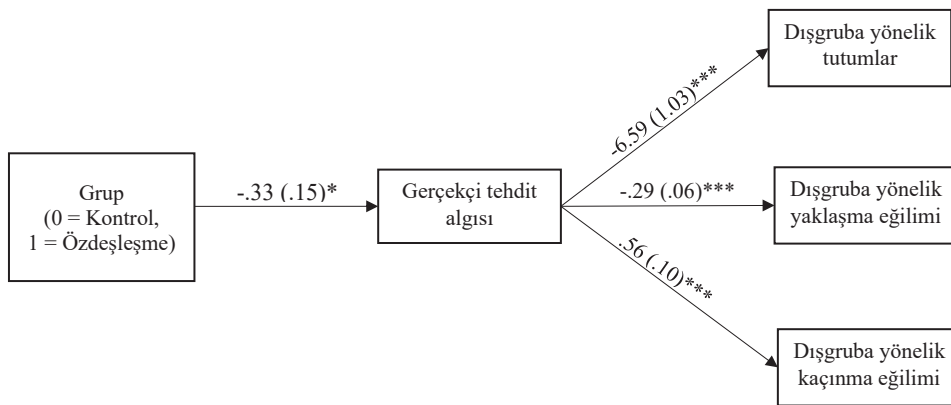 Dışgruba yönelik
tutumlar
-6.59 (1.03)***
Grup
(0 = Kontrol,
1 = Özdeşleşme)
-.33 (.15)*
Gerçekçi tehdit
algısı
-.29 (.06)***
Dışgruba yönelik
yaklaşma eğilimi
.56 (.10)***
Dışgruba yönelik
kaçınma eğilimi